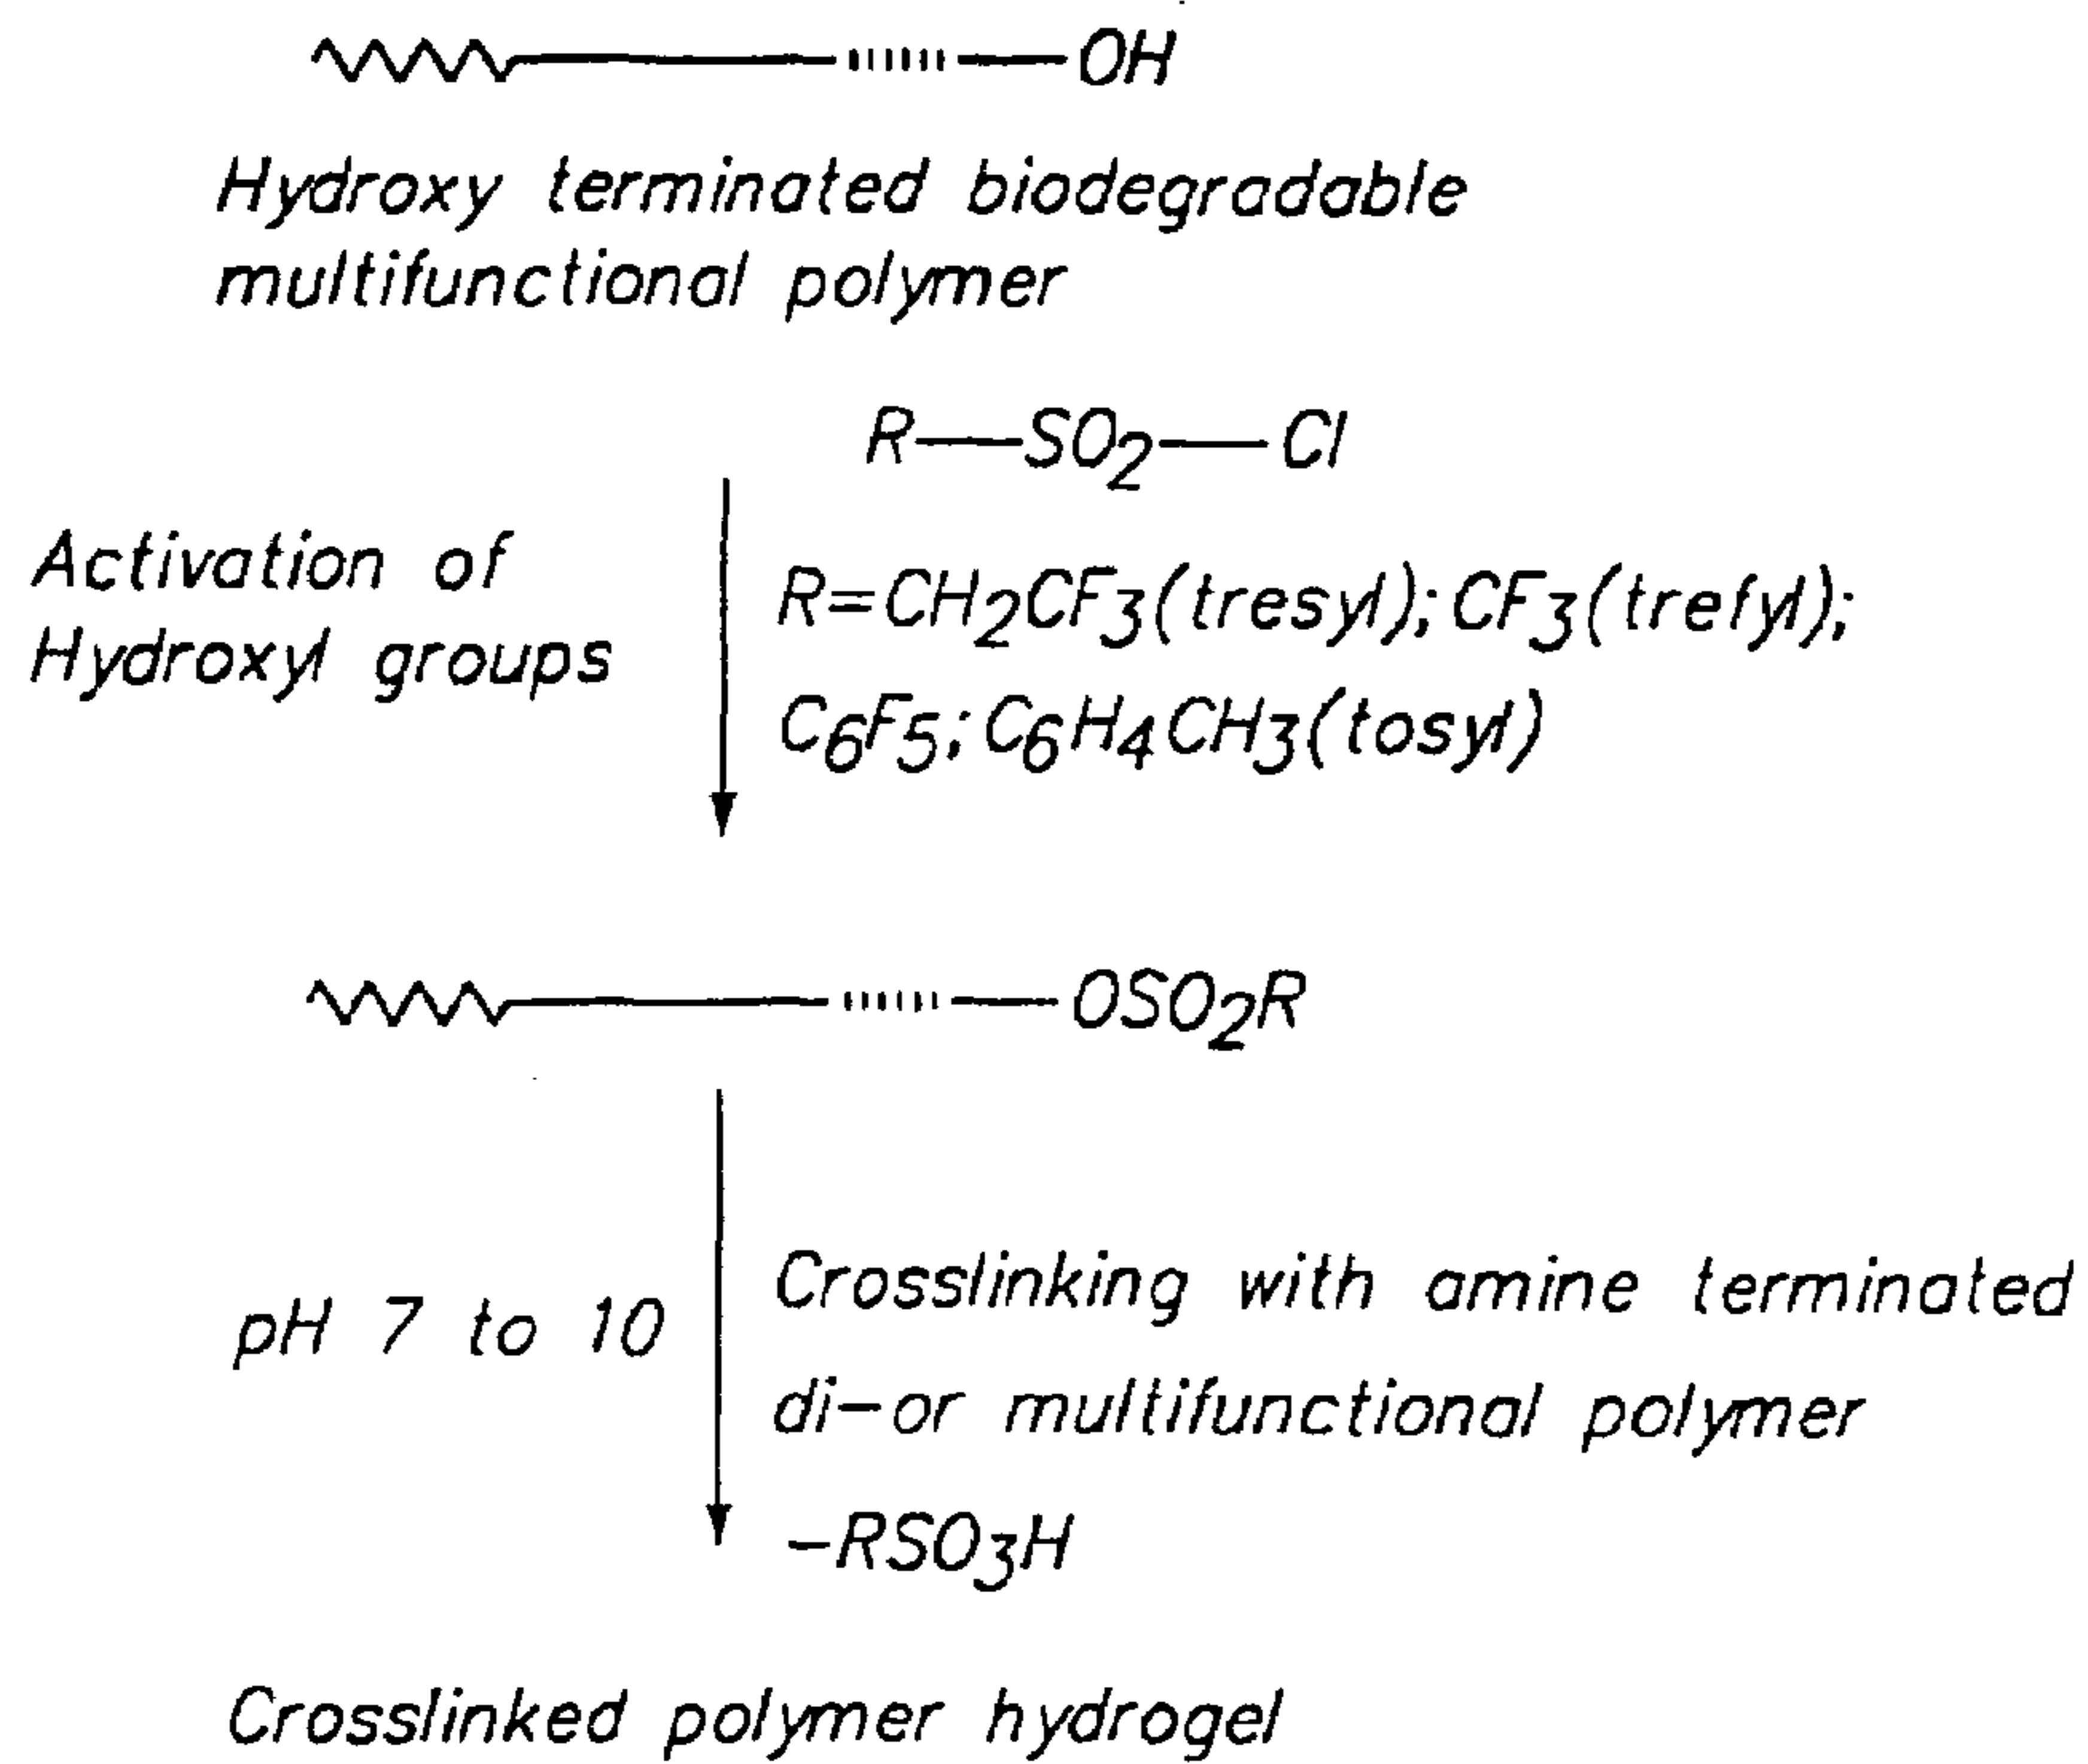 OH
Hydroxy terminated biodegradable
multifunctional polymer
R—SO2—Cl
Activation of
Hydroxyl groups
R=CH2CF3(tresyl); CF3(trefyl);
C6F5; C6H4CH3(tosyl)
OSO2R
pH 7 to 10
Crosslinking with amine terminated
di-or multifunctional polymer
-RSO3H
Crosslinked polymer hydrogel